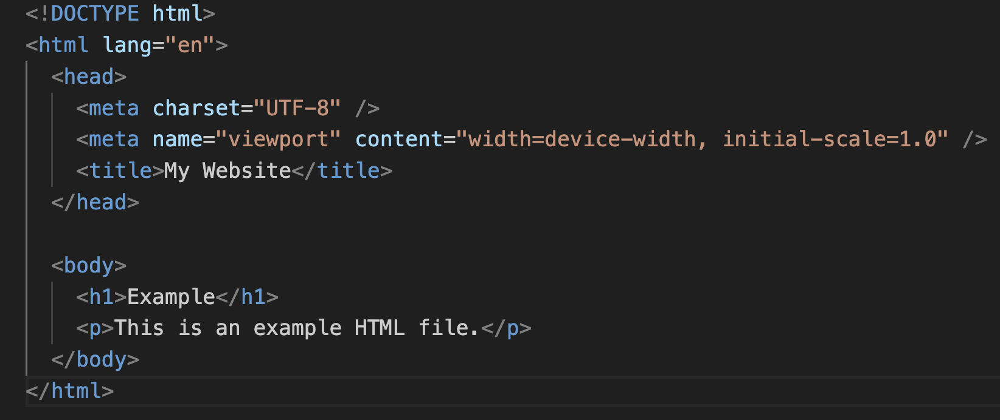 <!DOCTYPE html>
<html lang="en">
  <head>
    <meta charset="UTF-8" />
    <meta name="viewport" content="width=device-width, initial-scale=1.0" />
    <title>My Website</title>
  </head>

  <body>
    <h1>Example</h1>
    <p>This is an example HTML file.</p>
  </body>
</html>